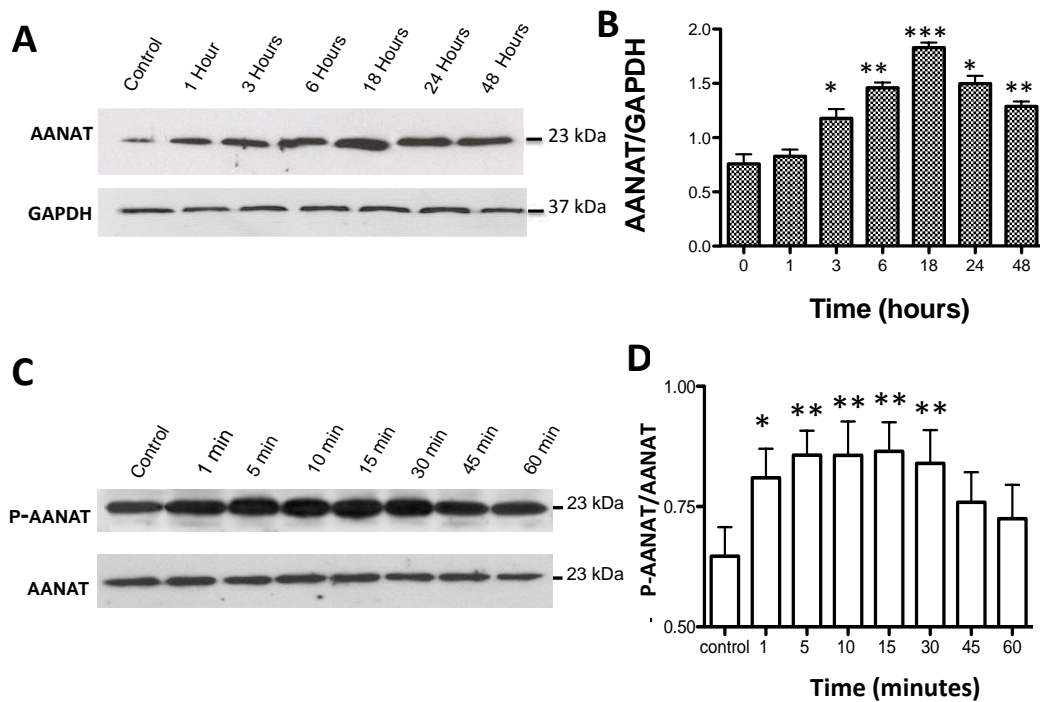 A
Control
1 Hour
3 Hours
6 Hours
18 Hours
24 Hours
48 Hours
AANAT
23 kDa
GAPDH
37 kDa
B
AANAT/GAPDH
2.0
1.5
1.0
0.5
0.0
*
**
***
*
**
0 1 3 6 18 24 48
Time (hours)
C
Control
1 min
5 min
10 min
15 min
30 min
45 min
60 min
P-AANAT
23 kDa
AANAT
23 kDa
D
- P-AANAT/AANAT
1.00
0.75
0.50
* ** ** ** **
control 1 5 10 15 30 45 60
Time (minutes)